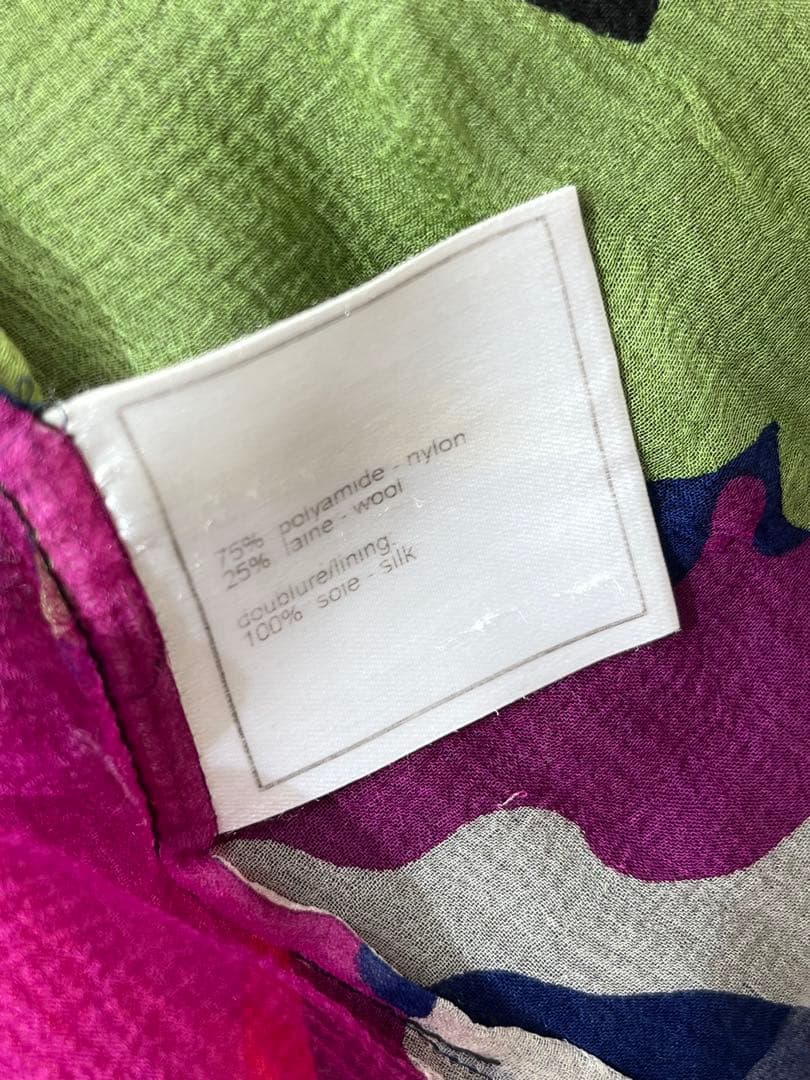 75% polyamide - nylon
25% laine - wool
doublure/lining:
100% soie - silk